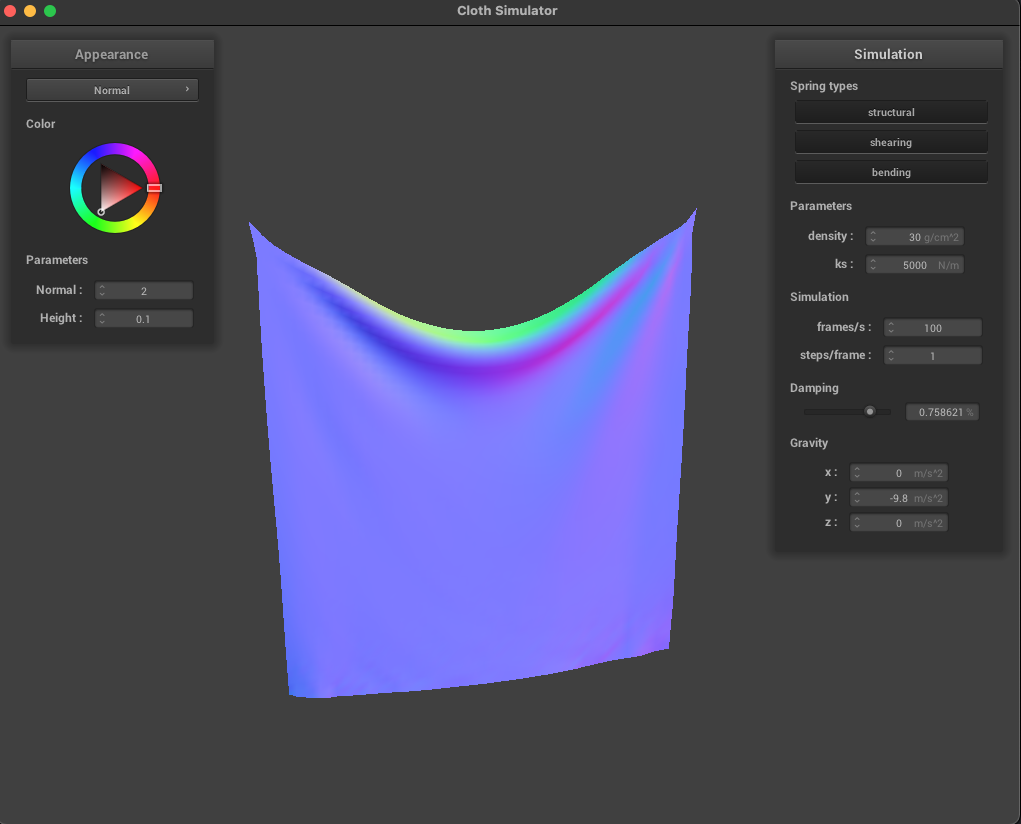 Cloth Simulator
Appearance
Normal
Color
Parameters
Normal : 2
Height : 0.1
Simulation
Spring types
structural
shearing
bending
Parameters
density : 30 g/cm^2
ks : 5000 N/m
Simulation
frames/s : 100
steps/frame : 1
Damping
0.758621 %
Gravity
x : 0 m/s^2
y : -9.8 m/s^2
z : 0 m/s^2